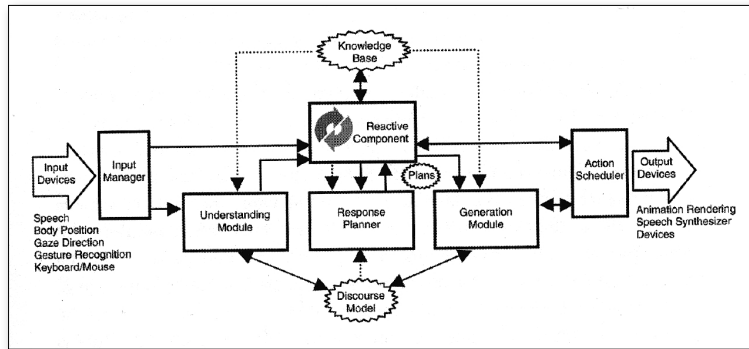 Knowledge
Base
Reactive
Component
Input
Devices
Input
Manager
Action
Scheduler
Output
Devices
Plans
Understanding
Module
Response
Planner
Generation
Module
Speech
Body Position
Gaze Direction
Gesture Recognition
Keyboard/Mouse
Animation Rendering
Speech Synthesizer
Devices
Discourse
Model